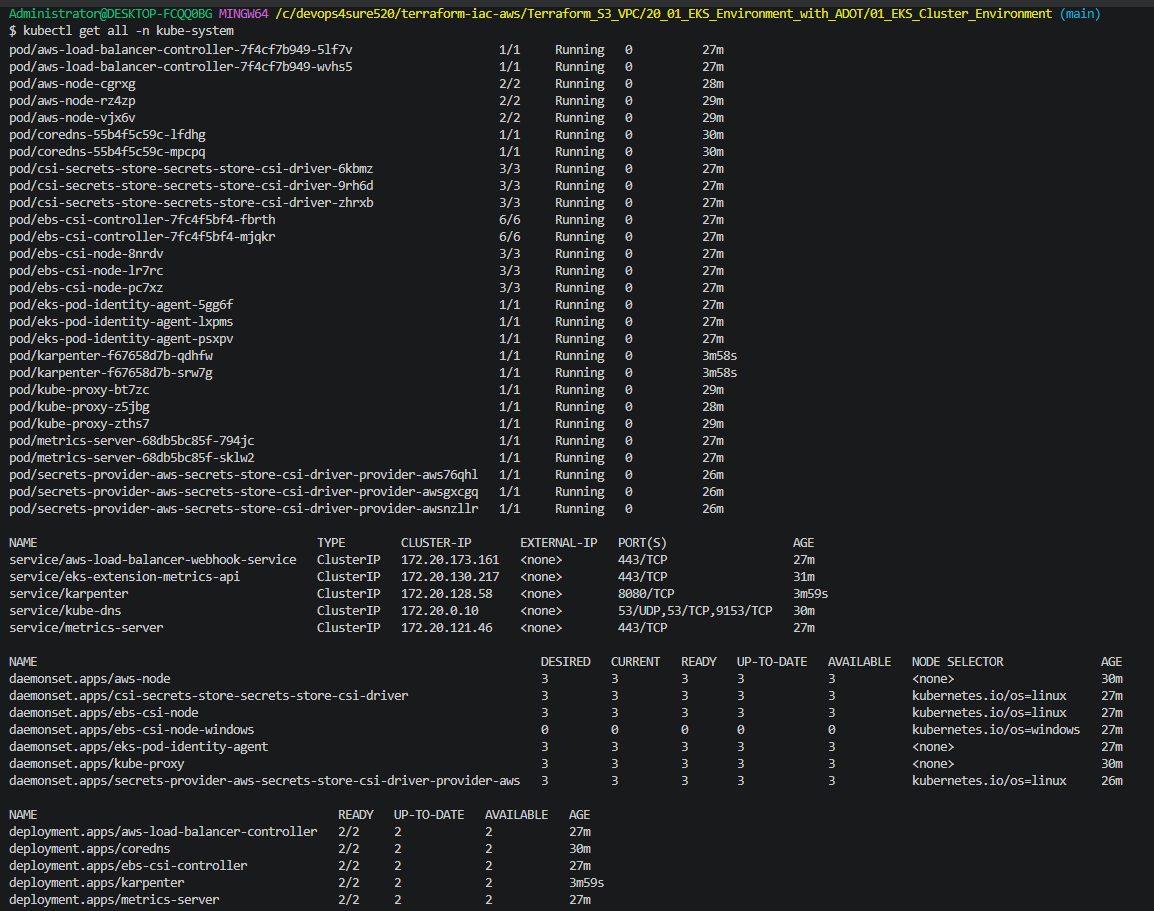 Administrator@DESKTOP-FCQQ0BG MINGW64 /c/devops4sure520/terraform-iac-aws/Terraform_S3_VPC/20_01_EKS_Environment_with_ADOT/01_EKS_Cluster_Environment (main)
$ kubectl get all -n kube-system
pod/aws-load-balancer-controller-7f4cf7b949-5lf7v 1/1 Running 0 27m
pod/aws-load-balancer-controller-7f4cf7b949-wvhs5 1/1 Running 0 27m
pod/aws-node-cgrxg 2/2 Running 0 28m
pod/aws-node-rz4zp 2/2 Running 0 29m
pod/aws-node-vjx6v 2/2 Running 0 29m
pod/coredns-55b4f5c59c-lfdhg 1/1 Running 0 30m
pod/coredns-55b4f5c59c-mpcpq 1/1 Running 0 30m
pod/csi-secrets-store-secrets-store-csi-driver-6kbmz 3/3 Running 0 27m
pod/csi-secrets-store-secrets-store-csi-driver-9rh6d 3/3 Running 0 27m
pod/csi-secrets-store-secrets-store-csi-driver-zhrxb 3/3 Running 0 27m
pod/ebs-csi-controller-7fc4f5bf4-fbrth 6/6 Running 0 27m
pod/ebs-csi-controller-7fc4f5bf4-mjqkr 6/6 Running 0 27m
pod/ebs-csi-node-8nrdv 3/3 Running 0 27m
pod/ebs-csi-node-lr7rc 3/3 Running 0 27m
pod/ebs-csi-node-pc7xz 3/3 Running 0 27m
pod/eks-pod-identity-agent-5gg6f 1/1 Running 0 27m
pod/eks-pod-identity-agent-lxpms 1/1 Running 0 27m
pod/eks-pod-identity-agent-psxpv 1/1 Running 0 27m
pod/karpenter-f67658d7b-qdhfw 1/1 Running 0 3m58s
pod/karpenter-f67658d7b-srw7g 1/1 Running 0 3m58s
pod/kube-proxy-bt7zc 1/1 Running 0 29m
pod/kube-proxy-z5jbg 1/1 Running 0 28m
pod/kube-proxy-zths7 1/1 Running 0 29m
pod/metrics-server-68db5bc85f-794jc 1/1 Running 0 27m
pod/metrics-server-68db5bc85f-sklw2 1/1 Running 0 27m
pod/secrets-provider-aws-secrets-store-csi-driver-provider-aws76qhl 1/1 Running 0 26m
pod/secrets-provider-aws-secrets-store-csi-driver-provider-awsgxcgq 1/1 Running 0 26m
pod/secrets-provider-aws-secrets-store-csi-driver-provider-awsnzllr 1/1 Running 0 26m
NAME TYPE CLUSTER-IP EXTERNAL-IP PORT(S) AGE
service/aws-load-balancer-webhook-service ClusterIP 172.20.173.161 <none> 443/TCP 27m
service/eks-extension-metrics-api ClusterIP 172.20.130.217 <none> 443/TCP 31m
service/karpenter ClusterIP 172.20.128.58 <none> 8080/TCP 3m59s
service/kube-dns ClusterIP 172.20.0.10 <none> 53/UDP,53/TCP,9153/TCP 30m
service/metrics-server ClusterIP 172.20.121.46 <none> 443/TCP 27m
NAME DESIRED CURRENT READY UP-TO-DATE AVAILABLE NODE SELECTOR AGE
daemonset.apps/aws-node 3 3 3 3 3 <none> 30m
daemonset.apps/csi-secrets-store-secrets-store-csi-driver 3 3 3 3 3 kubernetes.io/os=linux 27m
daemonset.apps/ebs-csi-node 3 3 3 3 3 kubernetes.io/os=linux 27m
daemonset.apps/ebs-csi-node-windows 0 0 0 0 0 kubernetes.io/os=windows 27m
daemonset.apps/eks-pod-identity-agent 3 3 3 3 3 <none> 27m
daemonset.apps/kube-proxy 3 3 3 3 3 <none> 30m
daemonset.apps/secrets-provider-aws-secrets-store-csi-driver-provider-aws 3 3 3 3 3 kubernetes.io/os=linux 26m
NAME READY UP-TO-DATE AVAILABLE AGE
deployment.apps/aws-load-balancer-controller 2/2 2 2 27m
deployment.apps/coredns 2/2 2 2 30m
deployment.apps/ebs-csi-controller 2/2 2 2 27m
deployment.apps/karpenter 2/2 2 2 3m59s
deployment.apps/metrics-server 2/2 2 2 27m